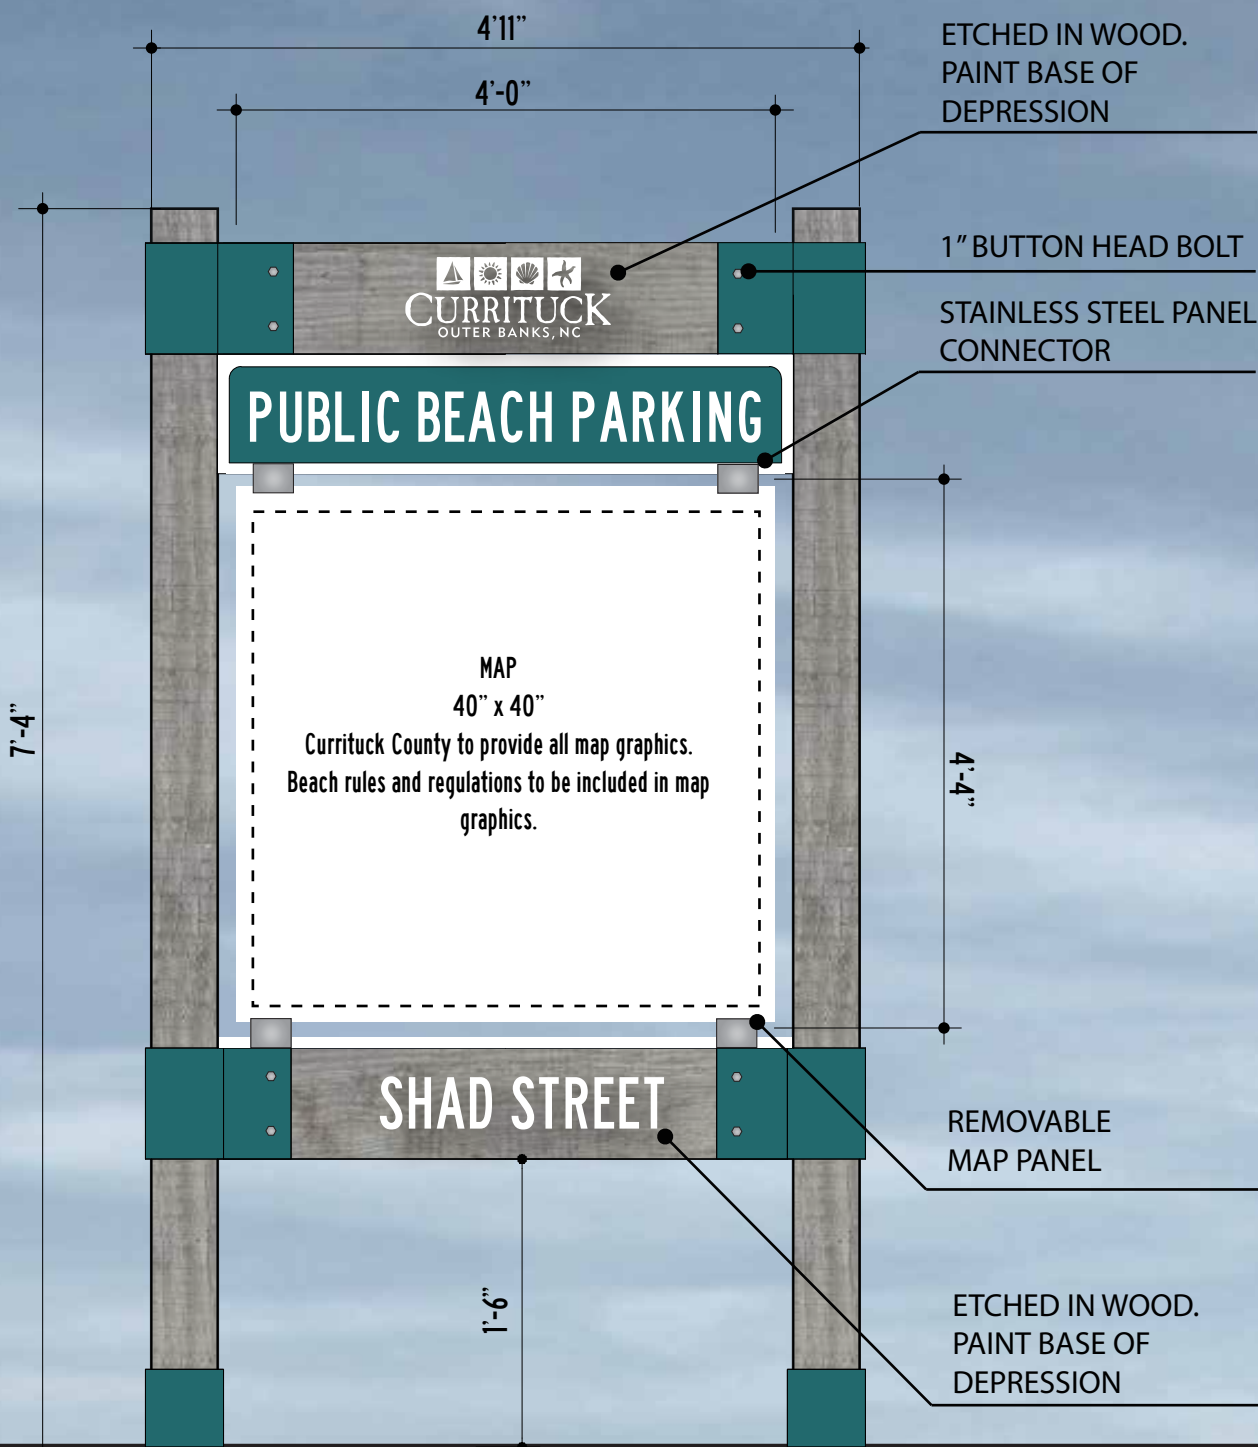 4'11”
4’-0”
ETCHED IN WOOD.
PAINT BASE OF
DEPRESSION
1” BUTTON HEAD BOLT
STAINLESS STEEL PANEL
CONNECTOR
CURRITUCK
OUTER BANKS, NC
PUBLIC BEACH PARKING
MAP
40” x 40”
Currituck County to provide all map graphics.
Beach rules and regulations to be included in map
graphics.
7’-4”
4’-4”
SHAD STREET
REMOVABLE
MAP PANEL
1’-6”
ETCHED IN WOOD.
PAINT BASE OF
DEPRESSION